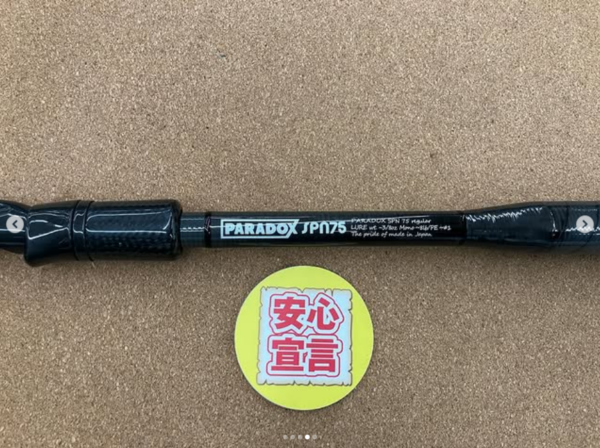 PARADOX SPN75
PARADOX SPN 75 regular
LURE wt ~3/8oz Mono ~8lb/PE ~#1
The pride of made in Japan
安心
宣言